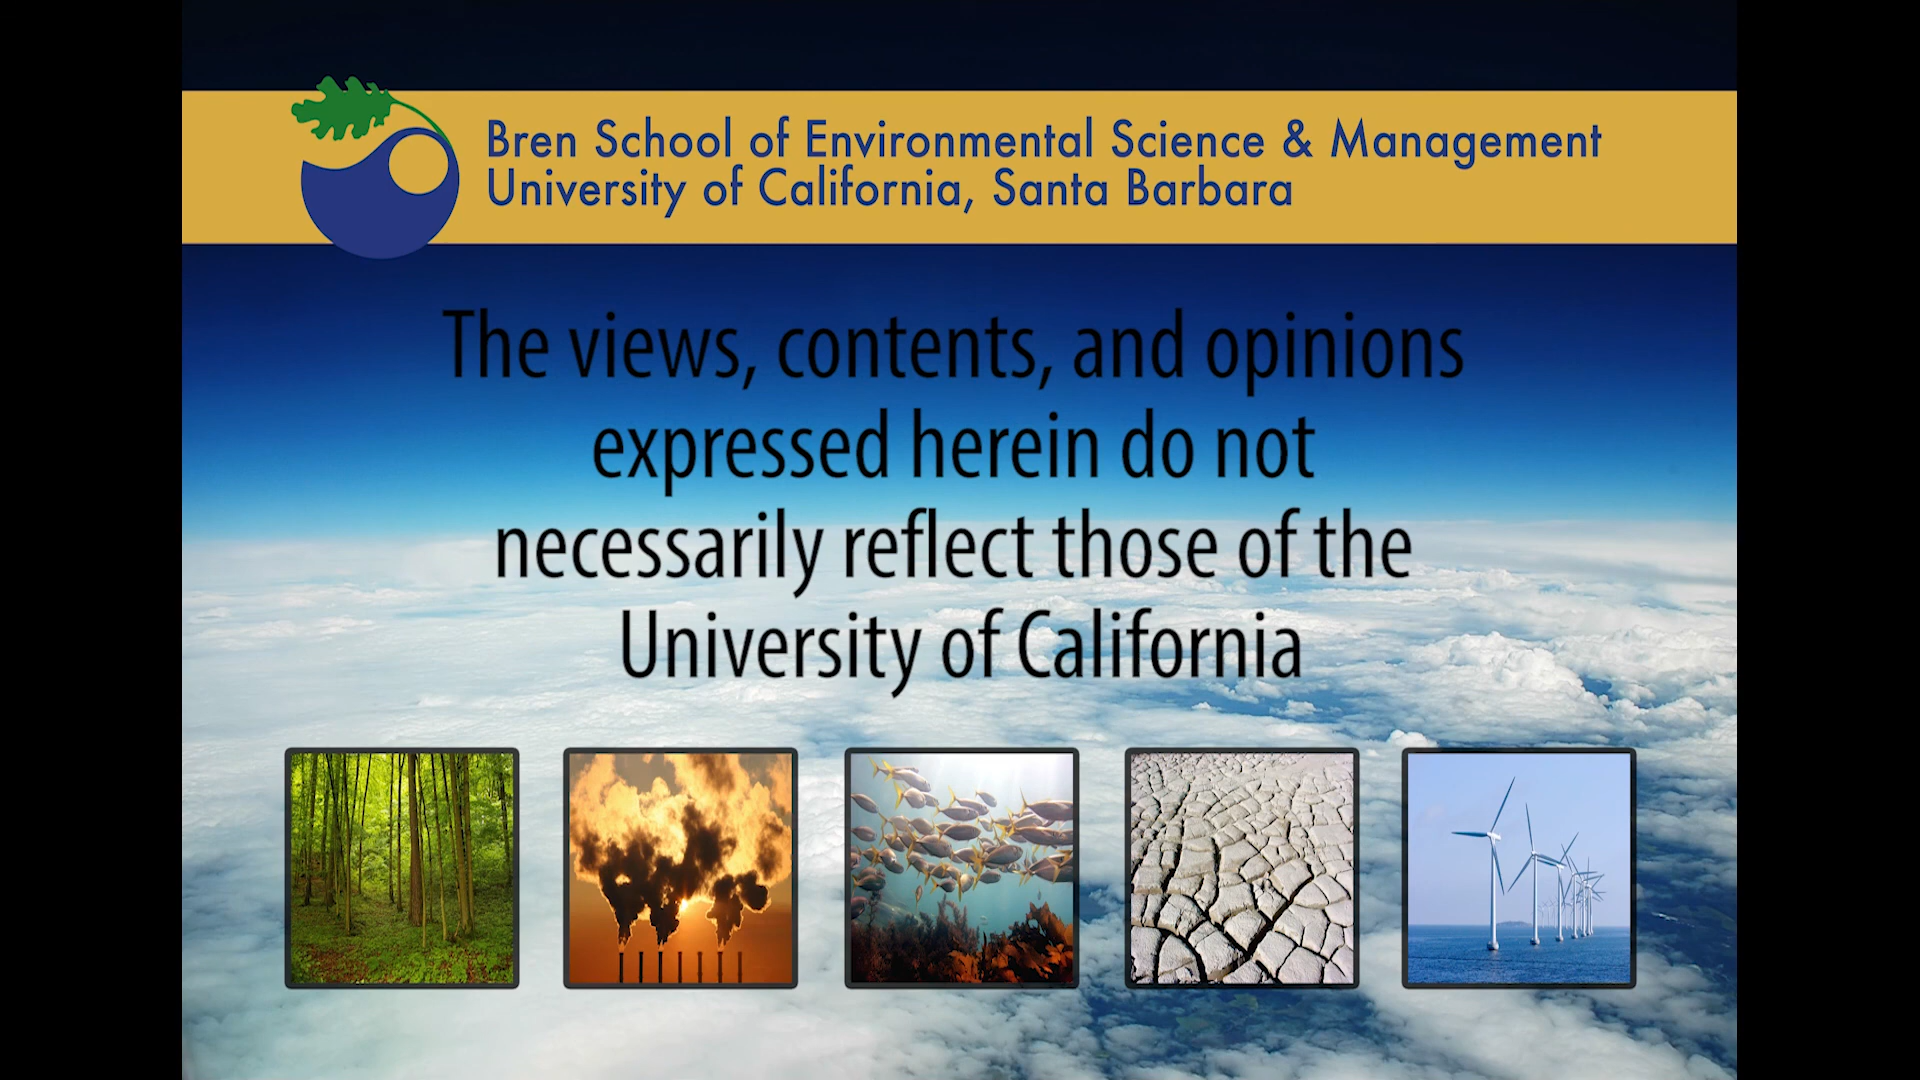 Bren School of Environmental Science & Management
University of California, Santa Barbara
The views, contents, and opinions
expressed herein do not
necessarily reflect those of the
University of California